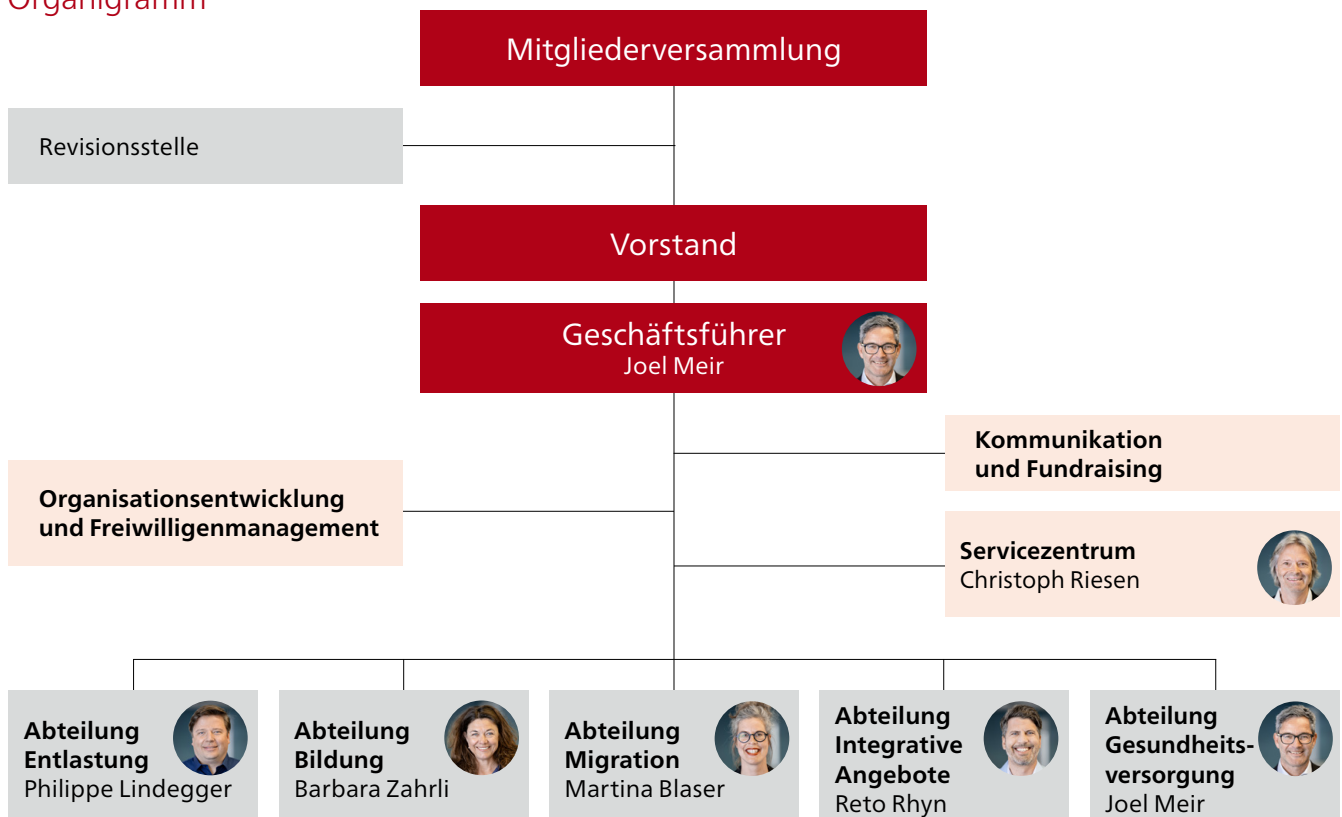 Organigramm
Mitgliederversammlung
Revisionsstelle
Vorstand
Geschäftsführer
Joel Meir
Kommunikation
und Fundraising
Organisationsentwicklung
und Freiwilligenmanagement
Servicezentrum
Christoph Riesen
Abteilung
Entlastung
Philippe Lindegger
Abteilung
Bildung
Barbara Zahrli
Abteilung
Migration
Martina Blaser
Abteilung
Integrative
Angebote
Reto Rhyn
Abteilung
Gesundheits-
versorgung
Joel Meir